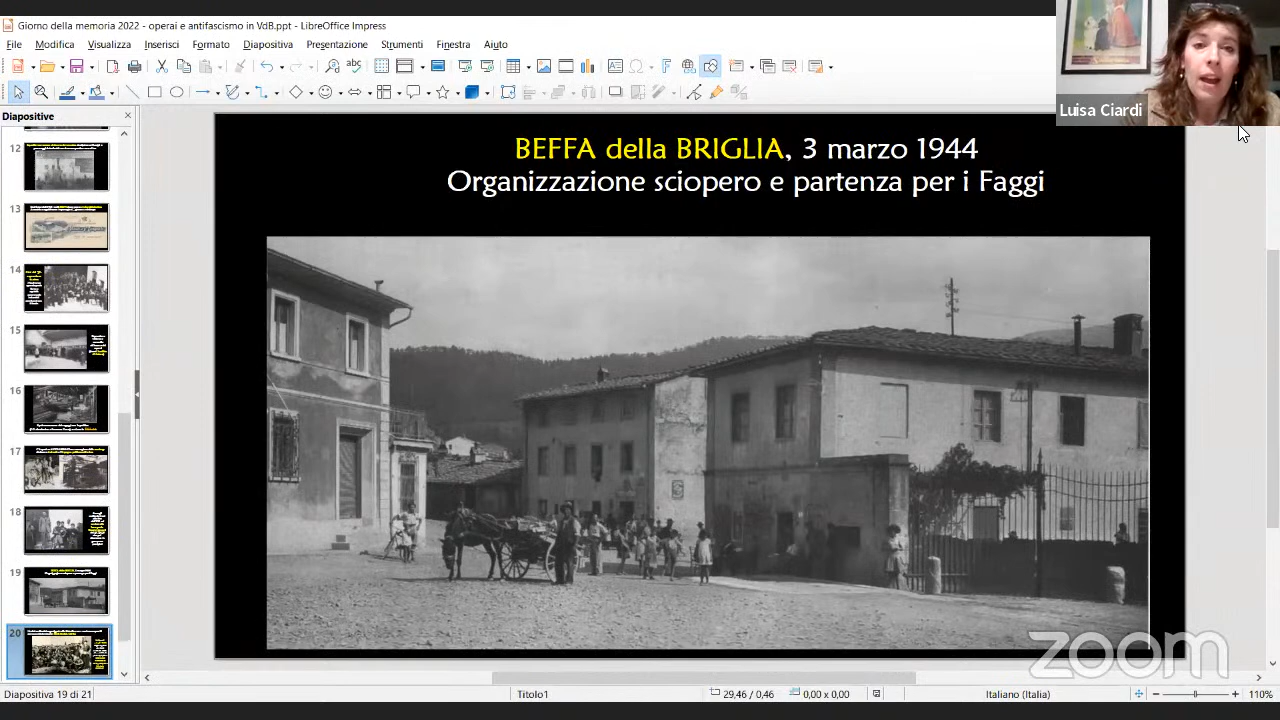 Giorno della memoria 2022 - operai e antifascismo in VdB.ppt - LibreOffice Impress
File Modifica Visualizza Inserisci Formato Diapositiva Presentazione Strumenti Finestra Aiuto
Luisa Ciardi
Diapositive
12
13
14
15
16
17
18
19
20
BEFFA della BRIGLIA, 3 marzo 1944
Organizzazione sciopero e partenza per i Faggi
zoom
Diapositiva 19 di 21
Titolo1
29,46 / 0,46
0,00 x 0,00
Italiano (Italia)
110%